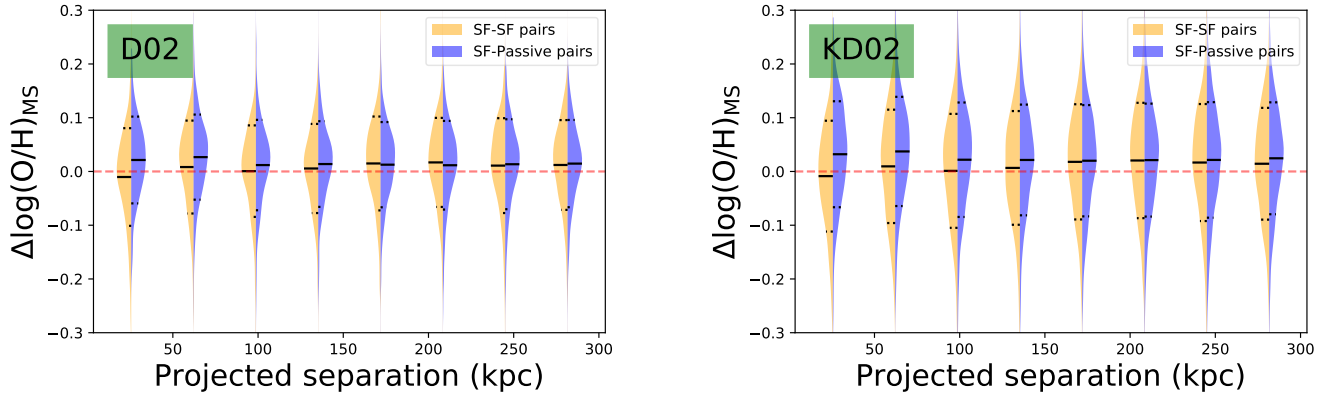 D02
SF-SF pairs
SF-Passive pairs
0.3
0.2
0.1
0.0
−0.1
−0.2
−0.3
Δlog(O/H)MS
50 100 150 200 250 300
Projected separation (kpc)
KD02
SF-SF pairs
SF-Passive pairs
0.3
0.2
0.1
0.0
−0.1
−0.2
−0.3
Δlog(O/H)MS
50 100 150 200 250 300
Projected separation (kpc)